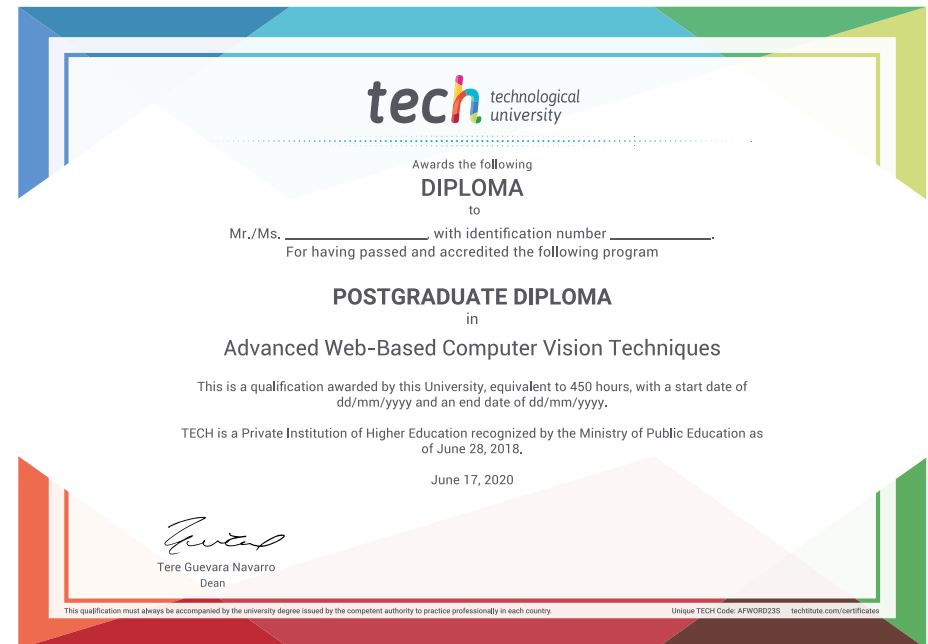 tech technological
university
Awards the following
DIPLOMA
to
Mr./Ms. ____________________, with identification number ______________.
For having passed and accredited the following program
POSTGRADUATE DIPLOMA
in
Advanced Web-Based Computer Vision Techniques
This is a qualification awarded by this University, equivalent to 450 hours, with a start date of
dd/mm/yyyy and an end date of dd/mm/yyyy.
TECH is a Private Institution of Higher Education recognized by the Ministry of Public Education as
of June 28, 2018.
June 17, 2020
Tere Guevara Navarro
Dean
This qualification must always be accompanied by the university degree issued by the competent authority to practice professionally in each country.
Unique TECH Code: AFWORD23S techtitute.com/certificates